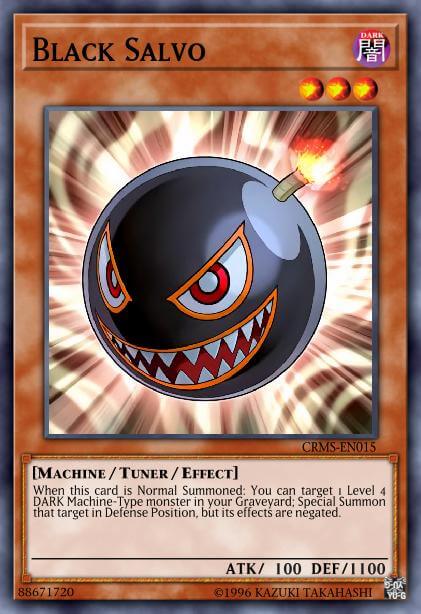 BLACK SALVO
DARK
闇
CRMS-EN015
[MACHINE / TUNER / EFFECT]
When this card is Normal Summoned: You can target 1 Level 4
DARK Machine-Type monster in your Graveyard; Special Summon
that target in Defense Position, but its effects are negated.
ATK/ 100 DEF/1100
88671720
©1996 KAZUKI TAKAHASHI